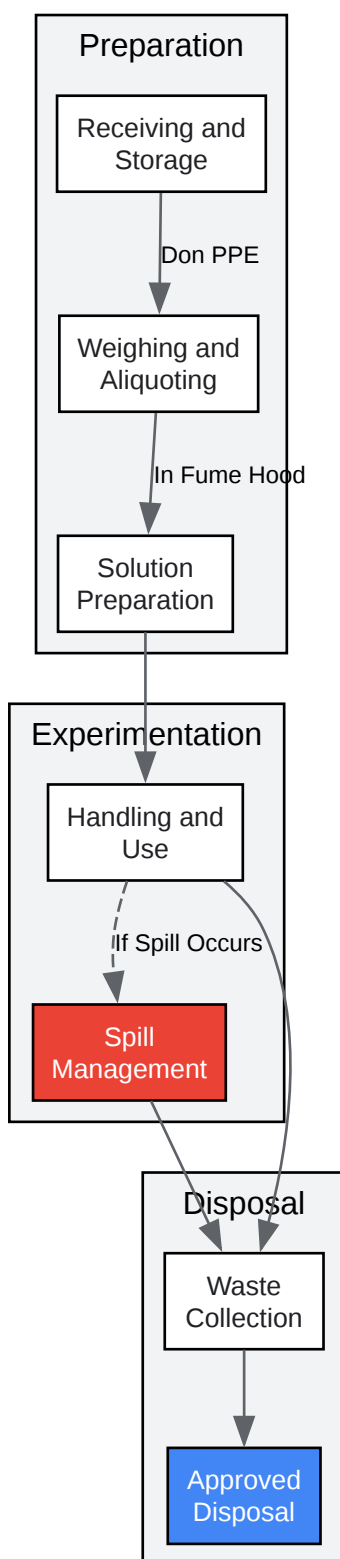 Preparation
Receiving and
Storage
Don PPE
Weighing and
Aliquoting
In Fume Hood
Solution
Preparation
Experimentation
Handling and
Use
If Spill Occurs
Spill
Management
Disposal
Waste
Collection
Approved
Disposal